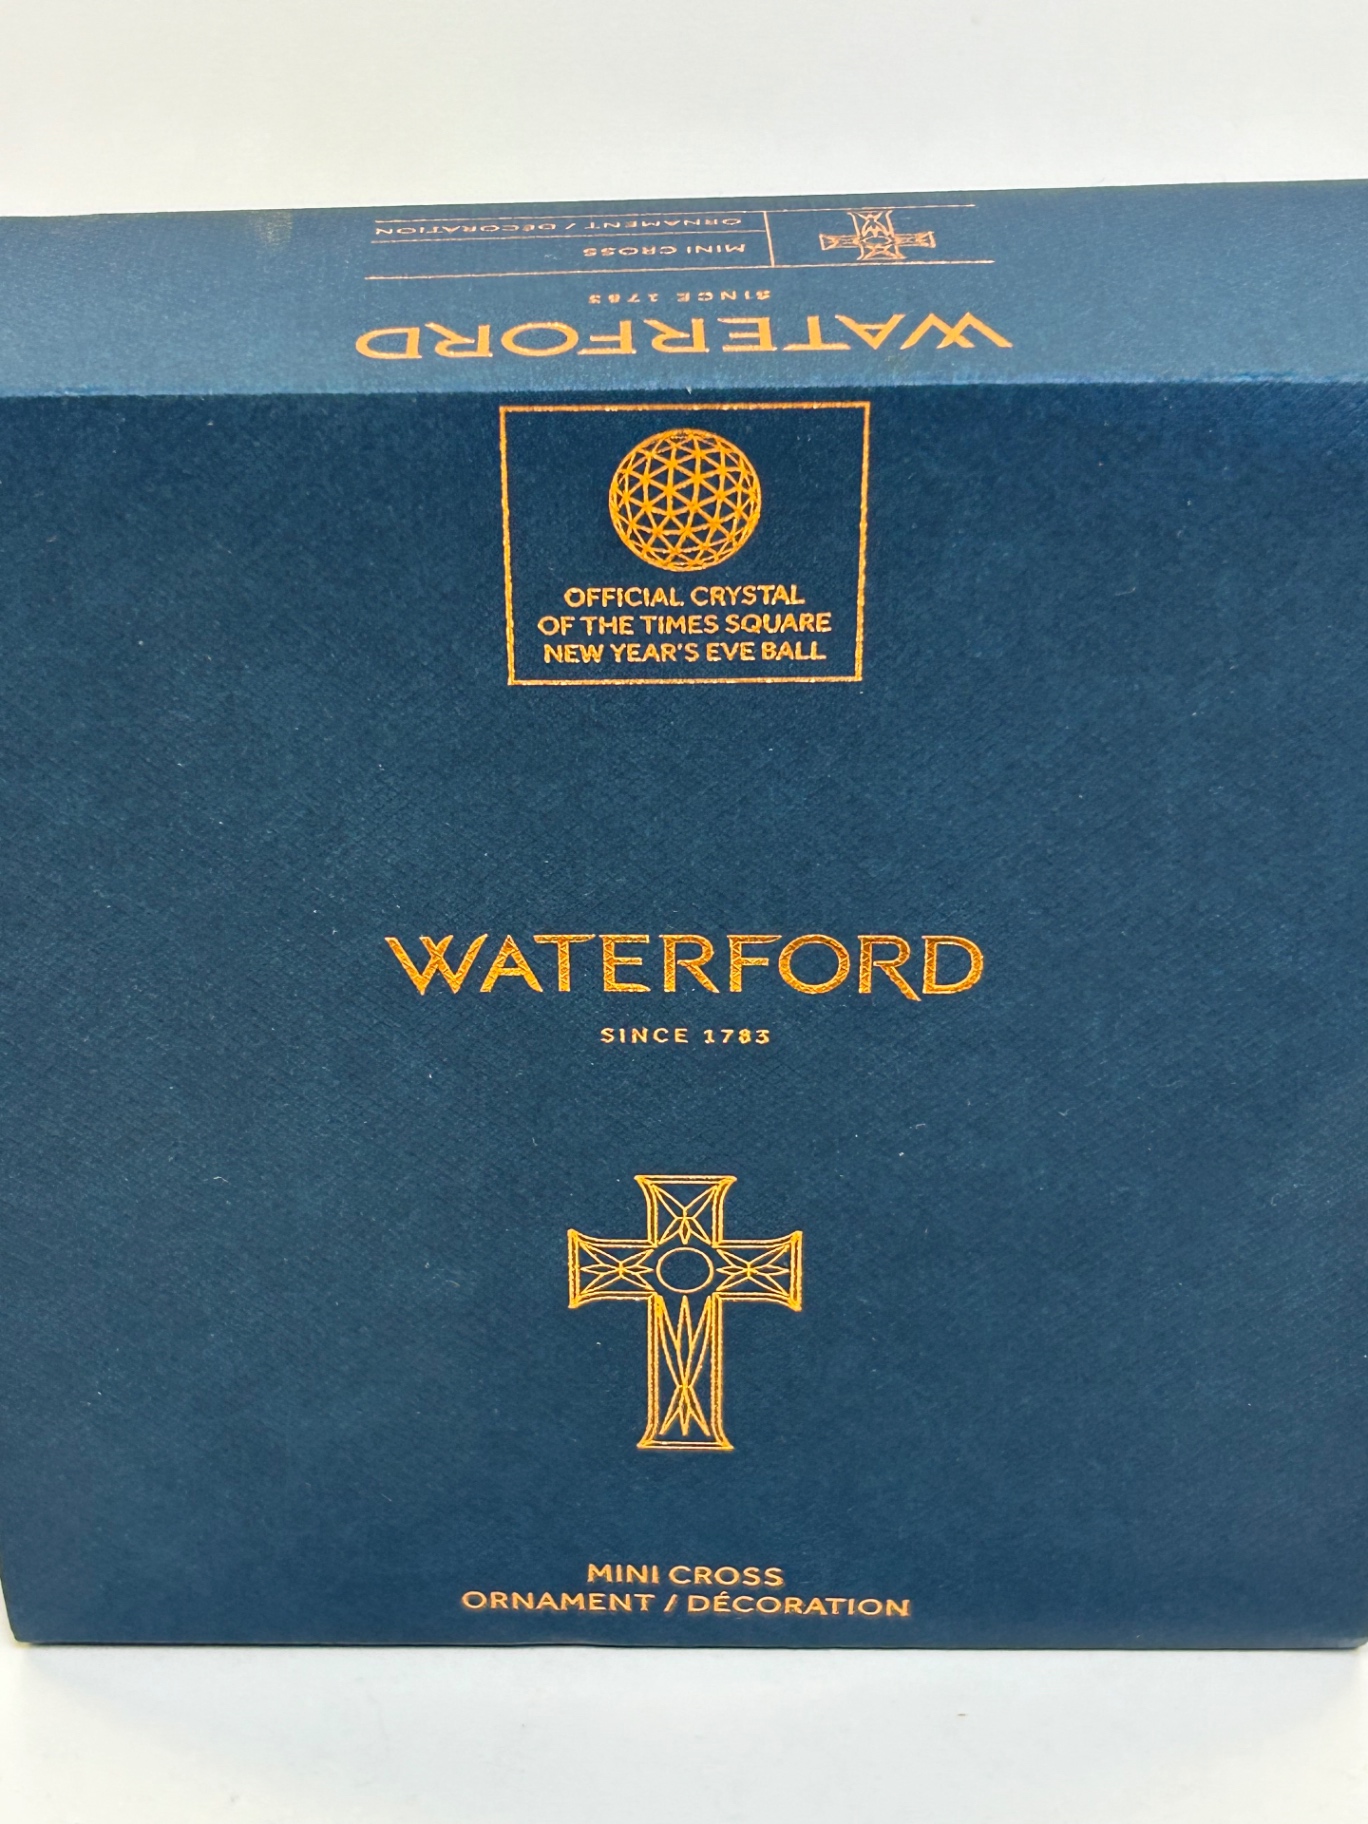 WATERFORD
SINCE 1783
MINI CROSS
ORNAMENT / DÉCORATION
OFFICIAL CRYSTAL
OF THE TIMES SQUARE
NEW YEAR'S EVE BALL
WATERFORD
SINCE 1783
MINI CROSS
ORNAMENT / DÉCORATION